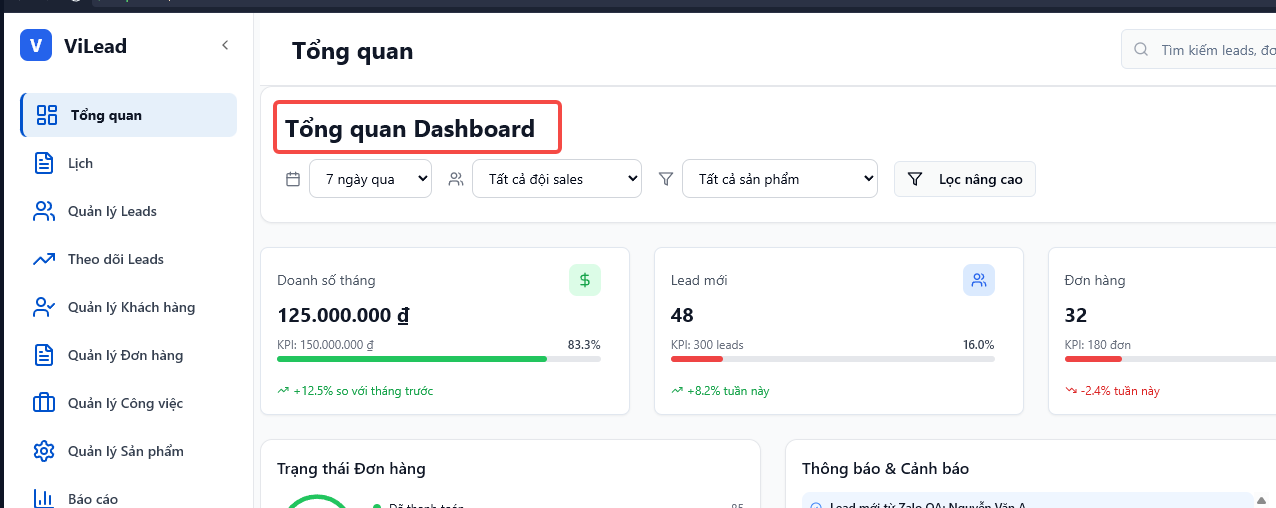 V ViLead
Tổng quan
Lịch
Quản lý Leads
Theo dõi Leads
Quản lý Khách hàng
Quản lý Đơn hàng
Quản lý Công việc
Quản lý Sản phẩm
Báo cáo
Tổng quan
Tìm kiếm leads, đơ
Tổng quan Dashboard
7 ngày qua Tất cả đội sales Tất cả sản phẩm Lọc nâng cao
Doanh số tháng
125.000.000 ₫
KPI: 150.000.000 ₫ 83.3%
+12.5% so với tháng trước
Lead mới
48
KPI: 300 leads 16.0%
+8.2% tuần này
Đơn hàng
32
KPI: 180 đơn
-2.4% tuần này
Trạng thái Đơn hàng
Đã thanh toán 85
Thông báo & Cảnh báo
Lead mới từ Zalo OA: Nguyễn Văn A